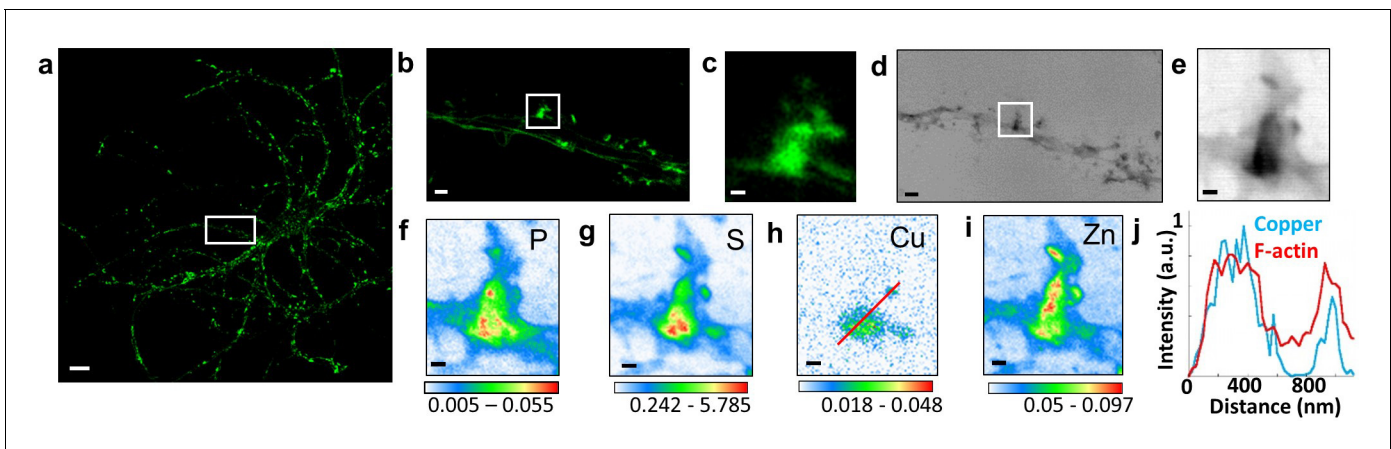 a
b
c
d
e
f
P
0.005 – 0.055
g
S
0.242 - 5.785
h
Cu
0.018 - 0.048
i
Zn
0.05 - 0.097
j
Copper
F-actin
Intensity (a.u.)
1
0 400 800
Distance (nm)